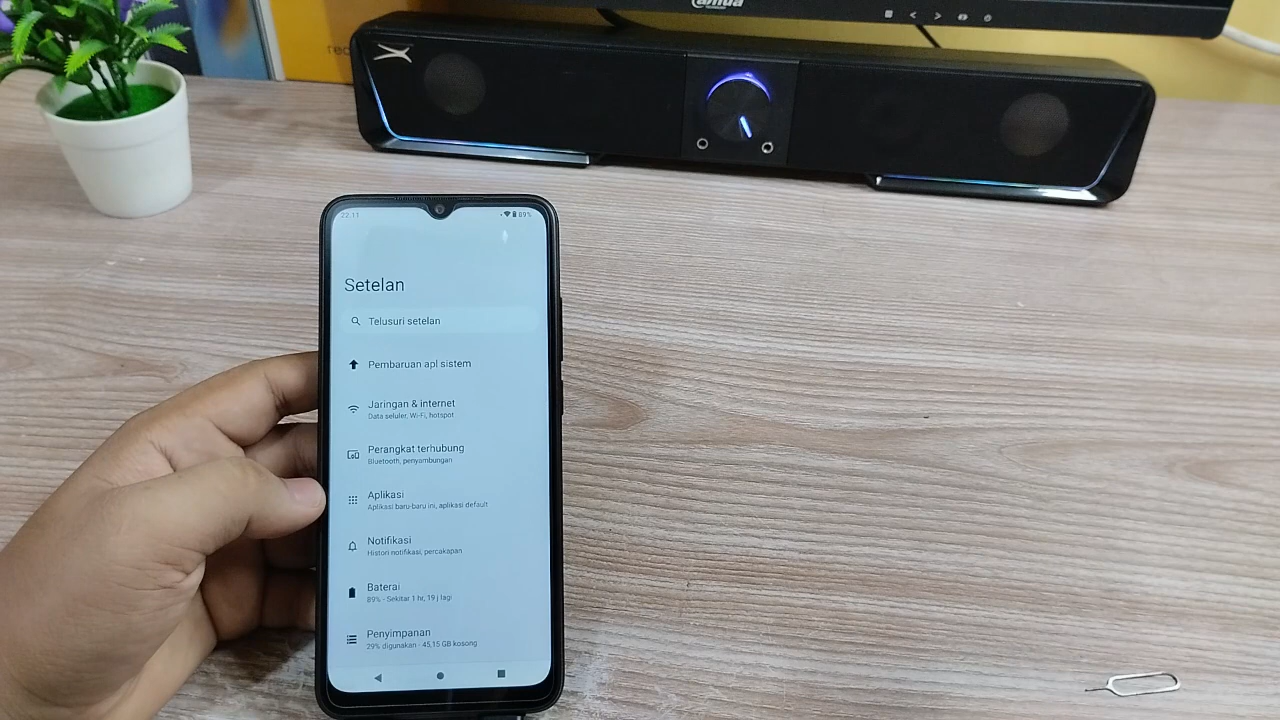 alhua
TECHNOLOGY
22.11
89%
Setelan
Telusuri setelan
Pembaruan apl sistem
Jaringan & internet
Data seluler, Wi-Fi, hotspot
Perangkat terhubung
Bluetooth, penyambungan
Aplikasi
Aplikasi baru-baru ini, aplikasi default
Notifikasi
Histori notifikasi, percakapan
Baterai
89% - Sekitar 1 hr, 19 j lagi
Penyimpanan
29% digunakan - 45,15 GB kosong